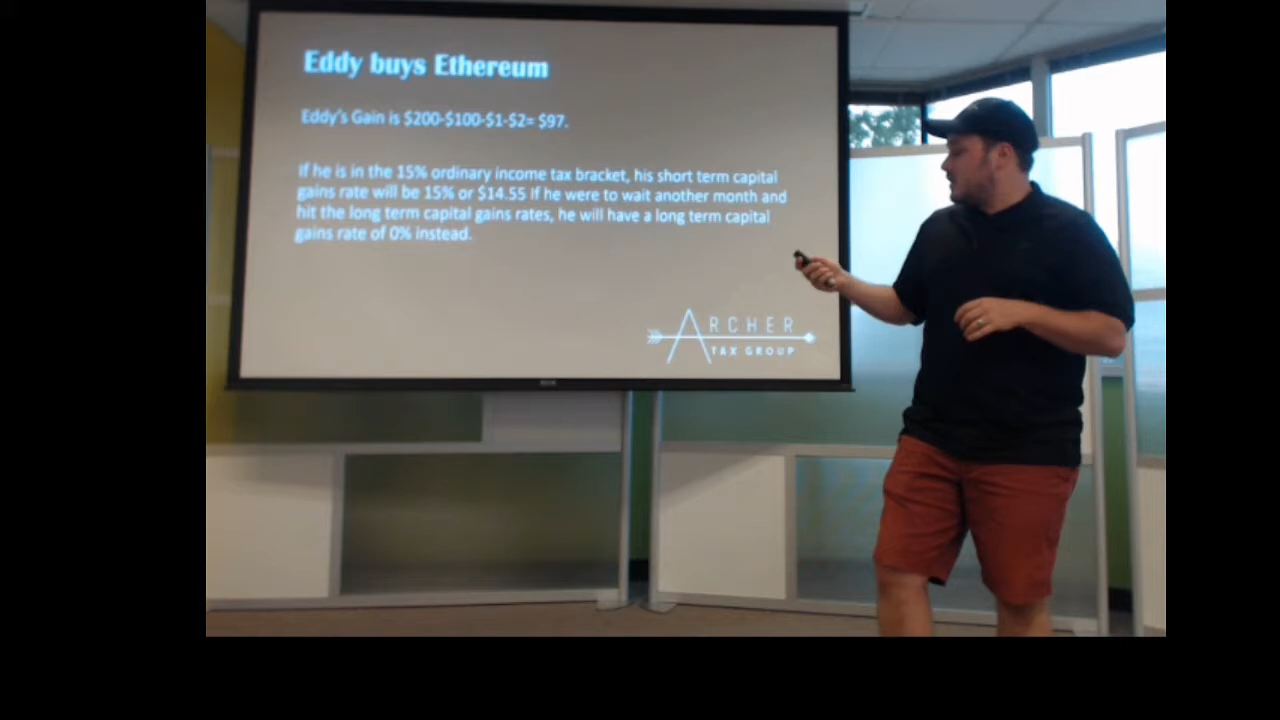 Eddy buys Ethereum
Eddy's Gain is $200-$100-$1-$2= $97.
If he is in the 15% ordinary income tax bracket, his short term capital
gains rate will be 15% or $14.55 If he were to wait another month and
hit the long term capital gains rates, he will have a long term capital
gains rate of 0% instead.
ARCHER
TAX GROUP